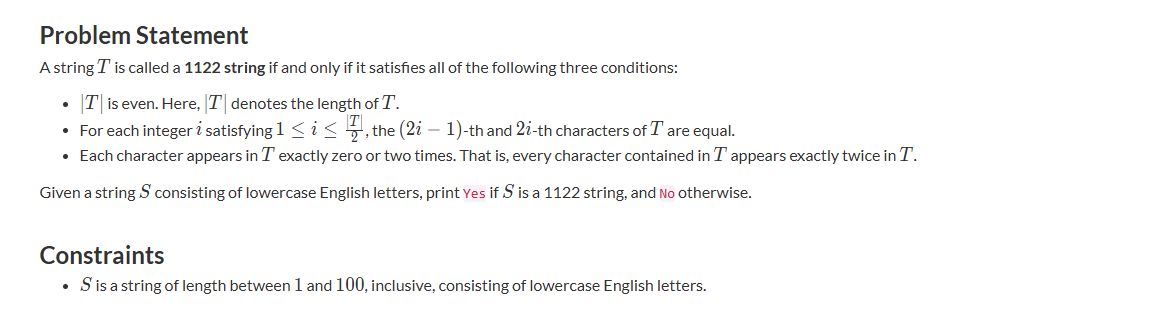 Problem Statement
A string T is called a 1122 string if and only if it satisfies all of the following three conditions:
• |T| is even. Here, |T| denotes the length of T.
• For each integer i satisfying 1 ≤ i ≤ |T|/2, the (2i − 1)-th and 2i-th characters of T are equal.
• Each character appears in T exactly zero or two times. That is, every character contained in T appears exactly twice in T.
Given a string S consisting of lowercase English letters, print Yes if S is a 1122 string, and No otherwise.
Constraints
• S is a string of length between 1 and 100, inclusive, consisting of lowercase English letters.